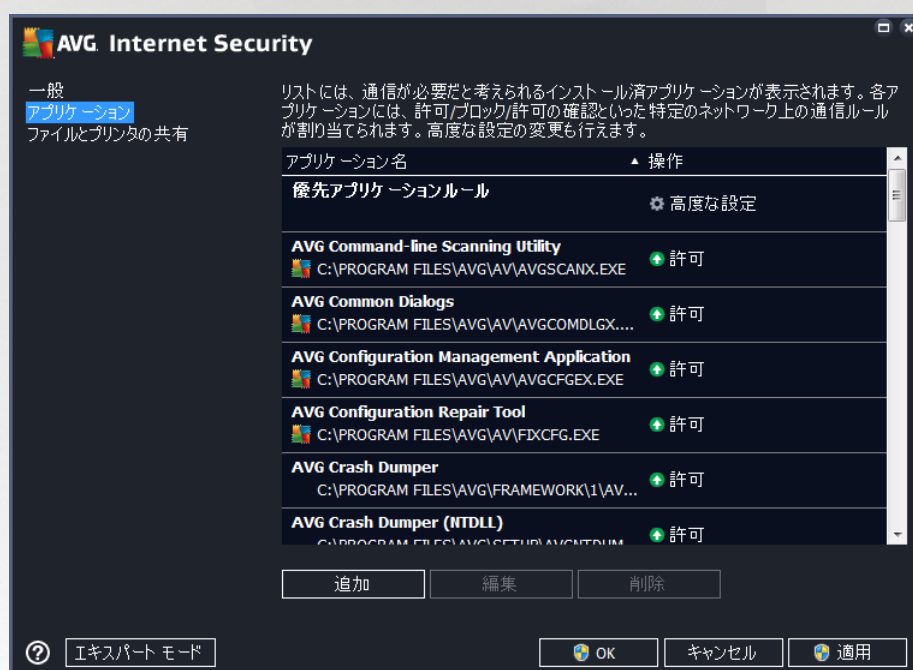 AVG. Internet Security
一般
アプリケーション
ファイルとプリンタの共有
リストには、通信が必要だと考えられるインストール済アプリケーションが表示されます。各ア
プリケーションには、許可/ブロック/許可の確認といった特定のネットワーク上の通信ルール
が割り当てられます。高度な設定の変更も行えます。
アプリケーション名 ▲ 操作
優先アプリケーションルール
高度な設定
AVG Command-line Scanning Utility
C:\PROGRAM FILES\AVG\AV\AVGSCANX.EXE
許可
AVG Common Dialogs
C:\PROGRAM FILES\AVG\AV\AVGCOMDLGX....
許可
AVG Configuration Management Application
C:\PROGRAM FILES\AVG\AV\AVGCFGEX.EXE
許可
AVG Configuration Repair Tool
C:\PROGRAM FILES\AVG\AV\FIXCFG.EXE
許可
AVG Crash Dumper
C:\PROGRAM FILES\AVG\FRAMEWORK\1\AV...
許可
AVG Crash Dumper (NTDLL)
C:\PROGRAM FILES\AVG\SETUP\AVGNTDUM
許可
追加 編集 削除
? エキスパート モード OK キャンセル 適用